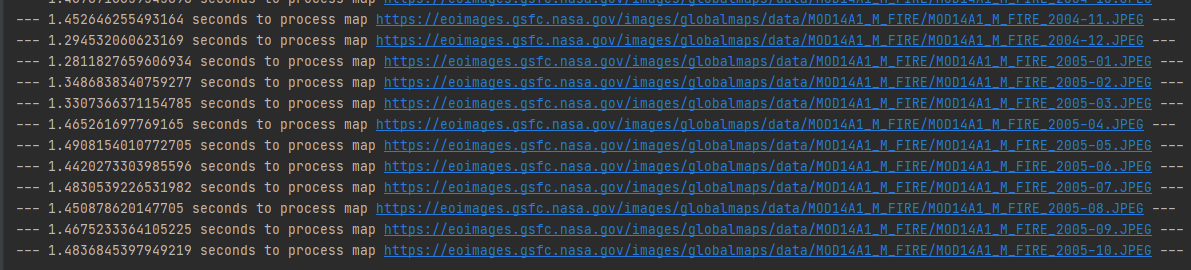 --- 1.452646255493164 seconds to process map https://eoimages.gsfc.nasa.gov/images/globalmaps/data/MOD14A1_M_FIRE/MOD14A1_M_FIRE_2004-11.JPEG ---
--- 1.294532060623169 seconds to process map https://eoimages.gsfc.nasa.gov/images/globalmaps/data/MOD14A1_M_FIRE/MOD14A1_M_FIRE_2004-12.JPEG ---
--- 1.2811827659606934 seconds to process map https://eoimages.gsfc.nasa.gov/images/globalmaps/data/MOD14A1_M_FIRE/MOD14A1_M_FIRE_2005-01.JPEG ---
--- 1.3486838340759277 seconds to process map https://eoimages.gsfc.nasa.gov/images/globalmaps/data/MOD14A1_M_FIRE/MOD14A1_M_FIRE_2005-02.JPEG ---
--- 1.3307366371154785 seconds to process map https://eoimages.gsfc.nasa.gov/images/globalmaps/data/MOD14A1_M_FIRE/MOD14A1_M_FIRE_2005-03.JPEG ---
--- 1.465261697769165 seconds to process map https://eoimages.gsfc.nasa.gov/images/globalmaps/data/MOD14A1_M_FIRE/MOD14A1_M_FIRE_2005-04.JPEG ---
--- 1.4908154010772705 seconds to process map https://eoimages.gsfc.nasa.gov/images/globalmaps/data/MOD14A1_M_FIRE/MOD14A1_M_FIRE_2005-05.JPEG ---
--- 1.4420273303985596 seconds to process map https://eoimages.gsfc.nasa.gov/images/globalmaps/data/MOD14A1_M_FIRE/MOD14A1_M_FIRE_2005-06.JPEG ---
--- 1.4830539226531982 seconds to process map https://eoimages.gsfc.nasa.gov/images/globalmaps/data/MOD14A1_M_FIRE/MOD14A1_M_FIRE_2005-07.JPEG ---
--- 1.450878620147705 seconds to process map https://eoimages.gsfc.nasa.gov/images/globalmaps/data/MOD14A1_M_FIRE/MOD14A1_M_FIRE_2005-08.JPEG ---
--- 1.4675233364105225 seconds to process map https://eoimages.gsfc.nasa.gov/images/globalmaps/data/MOD14A1_M_FIRE/MOD14A1_M_FIRE_2005-09.JPEG ---
--- 1.4836845397949219 seconds to process map https://eoimages.gsfc.nasa.gov/images/globalmaps/data/MOD14A1_M_FIRE/MOD14A1_M_FIRE_2005-10.JPEG ---